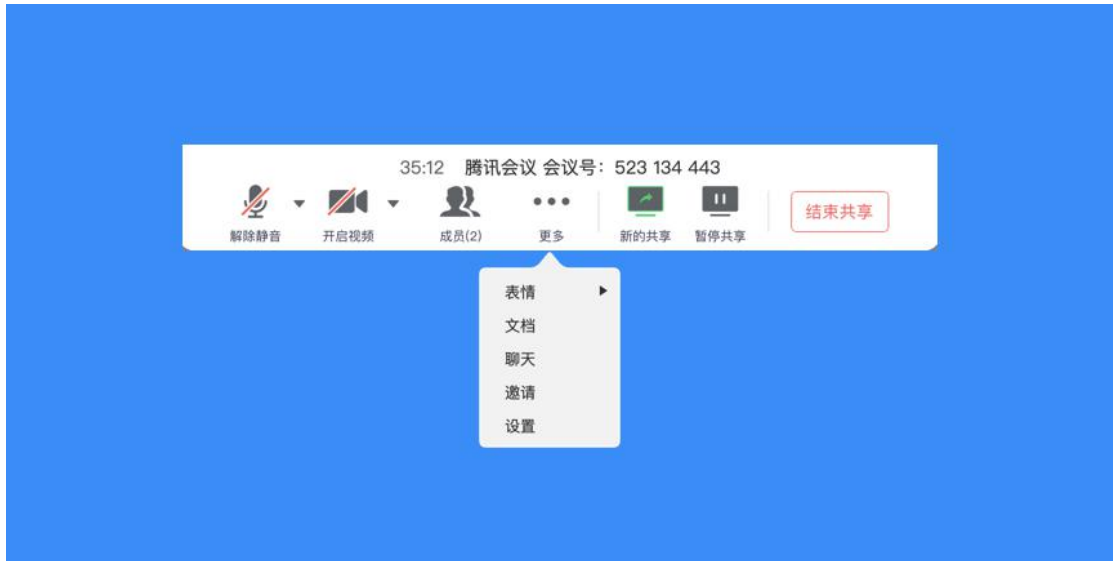 35:12 腾讯会议 会议号：523 134 443
解除静音 开启视频 成员(2) 更多 新的共享 暂停共享 结束共享
表情
文档
聊天
邀请
设置